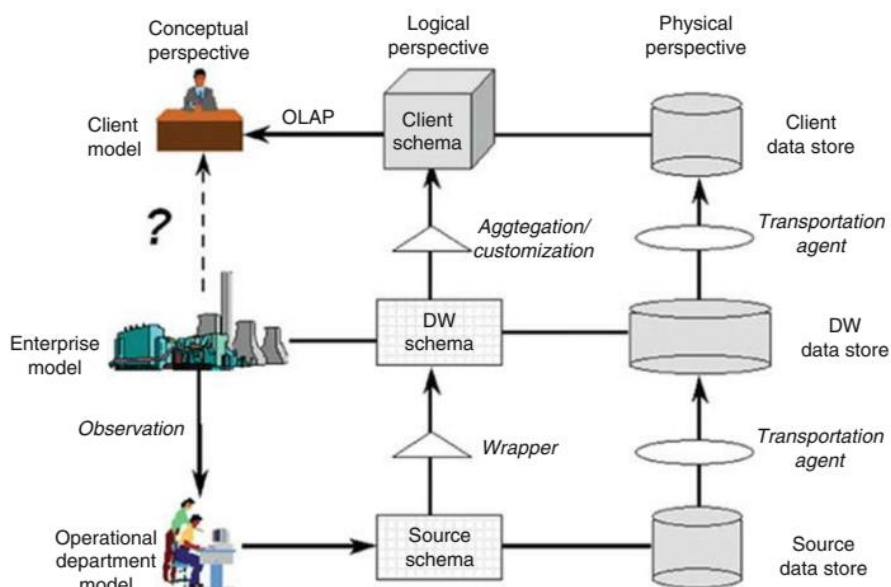 Conceptual
perspective
Logical
perspective
Physical
perspective
Client
model
OLAP
Client
schema
Client
data store
?
Aggtegation/
customization
Transportation
agent
Enterprise
model
DW
schema
DW
data store
Observation
Wrapper
Transportation
agent
Operational
department
model
Source
schema
Source
data store